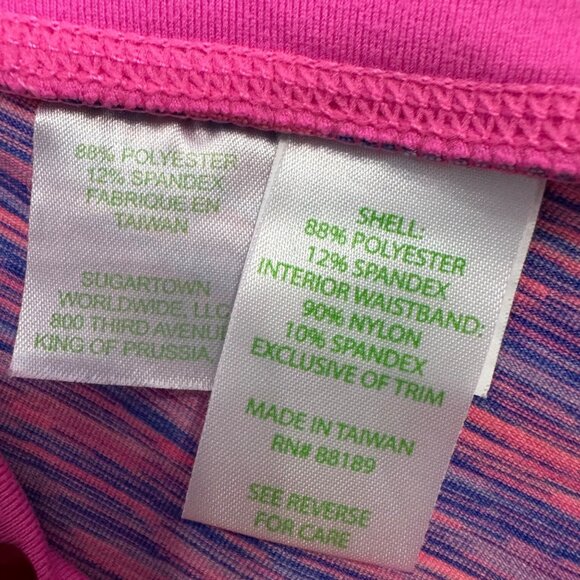 88% POLYESTER
12% SPANDEX
FABRIQUE EN
TAIWAN
SUGARTOWN
WORLDWIDE, LLC
800 THIRD AVENUE
KING OF PRUSSIA,
SHELL:
88% POLYESTER
12% SPANDEX
INTERIOR WAISTBAND:
90% NYLON
10% SPANDEX
EXCLUSIVE OF TRIM
MADE IN TAIWAN
RN# 88189
SEE REVERSE
FOR CARE